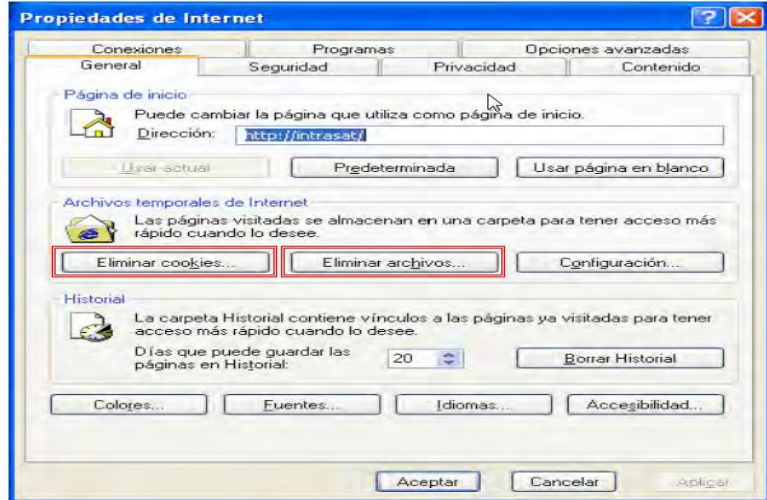 Propiedades de Internet
Conexiones Programas Opciones avanzadas
General Seguridad Privacidad Contenido
Página de inicio
Puede cambiar la página que utiliza como página de inicio.
Dirección: http://intrasat/
Usar actual Predeterminada Usar página en blanco
Archivos temporales de Internet
Las páginas visitadas se almacenan en una carpeta para tener acceso más
rápido cuando lo desee.
Eliminar cookies... Eliminar archivos... Configuración...
Historial
La carpeta Historial contiene vínculos a las páginas ya visitadas para tener
acceso más rápido cuando lo desee.
Días que puede guardar las
páginas en Historial: 20 Borrar Historial
Colores... Fuentes... Idiomas... Accesibilidad...
Aceptar Cancelar Aplicar